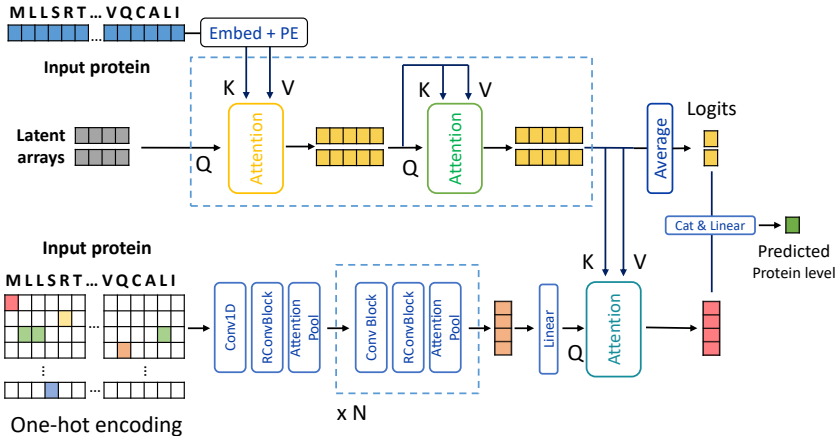 M L L S R T ... V Q C A L I
...
Embed + PE
Input protein
K
V
Latent
arrays
Q
Attention
K
V
Q
Attention
Average
Logits
Cat & Linear
Predicted
Protein level
Input protein
M L L S R T ... V Q C A L I
...
...
...
...
...
One-hot encoding
Conv1D
RConvBlock
Attention
Pool
Conv Block
RConvBlock
Attention
Pool
x N
Linear
K
V
Q
Attention